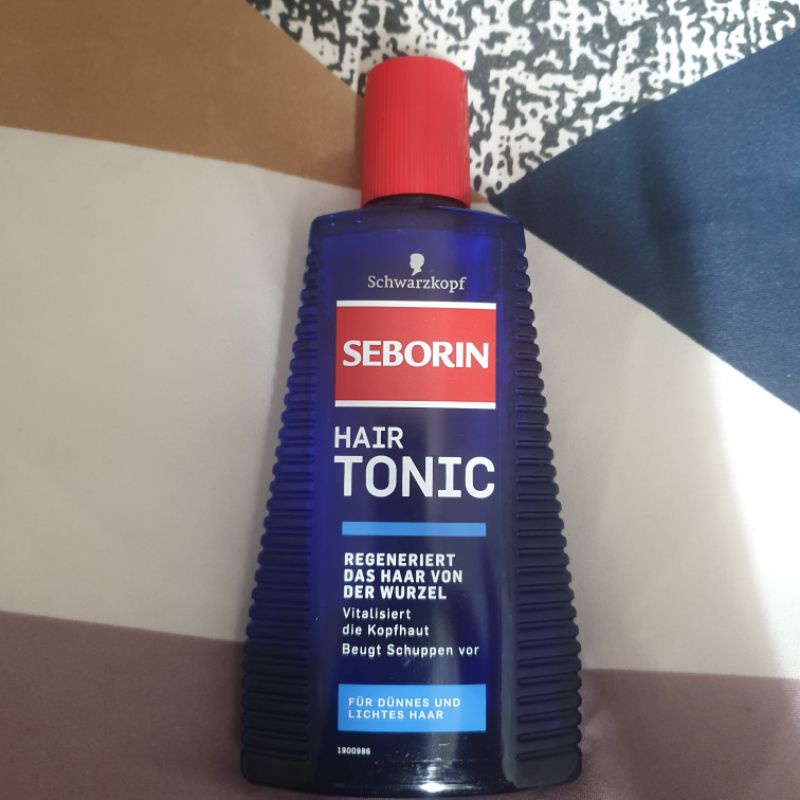 Schwarzkopf
SEBORIN
HAIR
TONIC
REGENERIERT
DAS HAAR VON
DER WURZEL
Vitalisiert
die Kopfhaut
Beugt Schuppen vor
FÜR DÜNNES UND
LICHTES HAAR
1900986